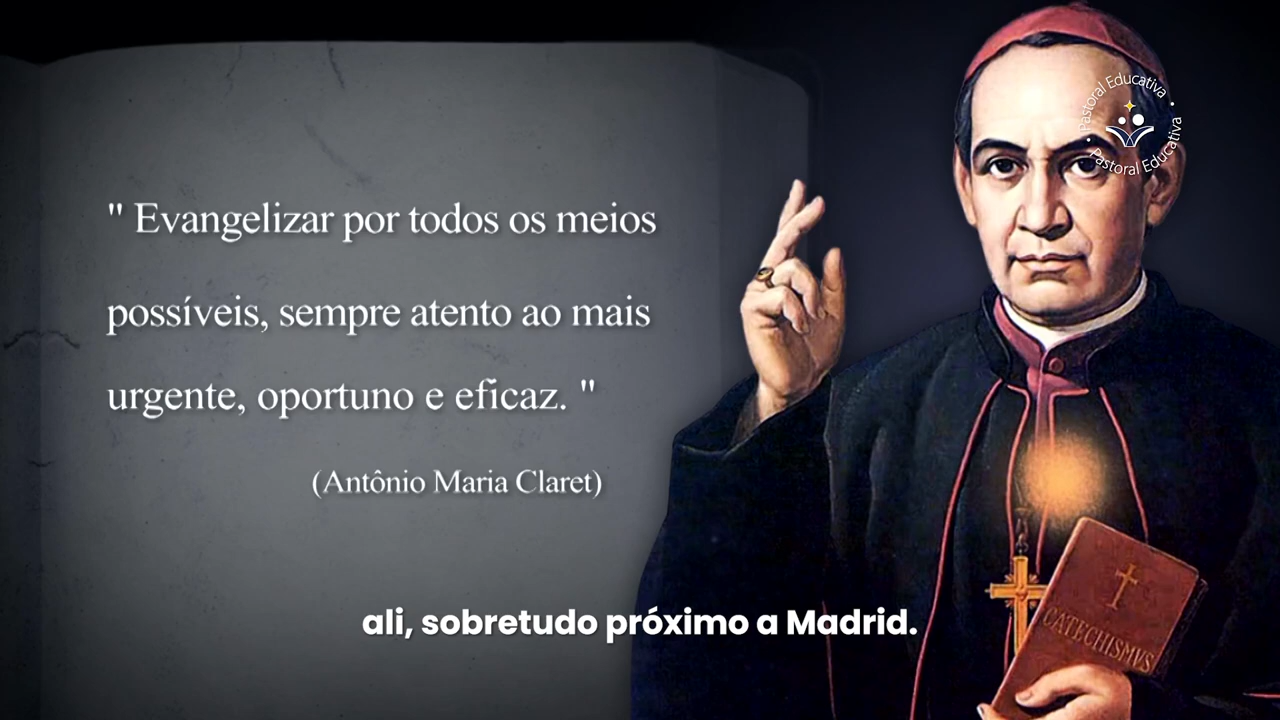 " Evangelizar por todos os meios
possíveis, sempre atento ao mais
urgente, oportuno e eficaz. "
(Antônio Maria Claret)
ali, sobretudo próximo a Madrid.
Pastoral Educativa • Pastoral Educativa •
CATECHISMVS